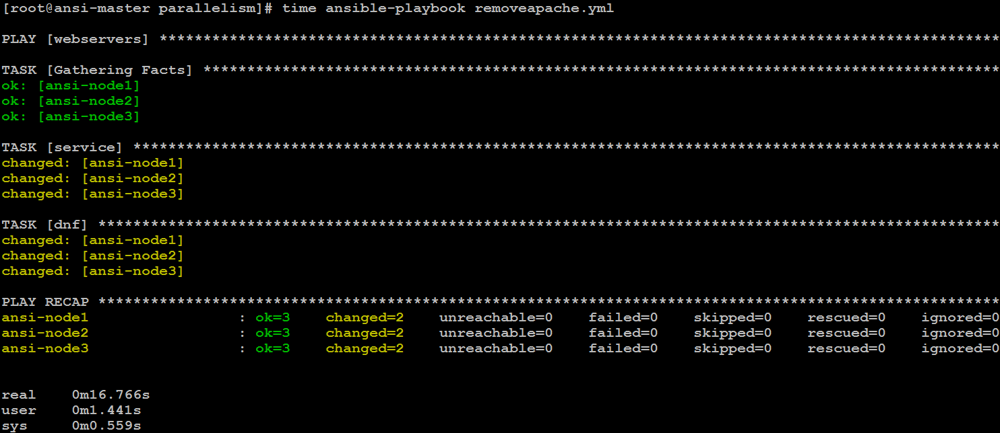 [root@ansi-master parallelism]# time ansible-playbook removeapache.yml
PLAY [webservers] ************************************************************************************************
TASK [Gathering Facts] *******************************************************************************************
ok: [ansi-node1]
ok: [ansi-node2]
ok: [ansi-node3]
TASK [service] ***************************************************************************************************
changed: [ansi-node1]
changed: [ansi-node2]
changed: [ansi-node3]
TASK [dnf] *******************************************************************************************************
changed: [ansi-node1]
changed: [ansi-node2]
changed: [ansi-node3]
PLAY RECAP *******************************************************************************************************
ansi-node1 : ok=3 changed=2 unreachable=0 failed=0 skipped=0 rescued=0 ignored=0
ansi-node2 : ok=3 changed=2 unreachable=0 failed=0 skipped=0 rescued=0 ignored=0
ansi-node3 : ok=3 changed=2 unreachable=0 failed=0 skipped=0 rescued=0 ignored=0
real 0m16.766s
user 0m1.441s
sys 0m0.559s